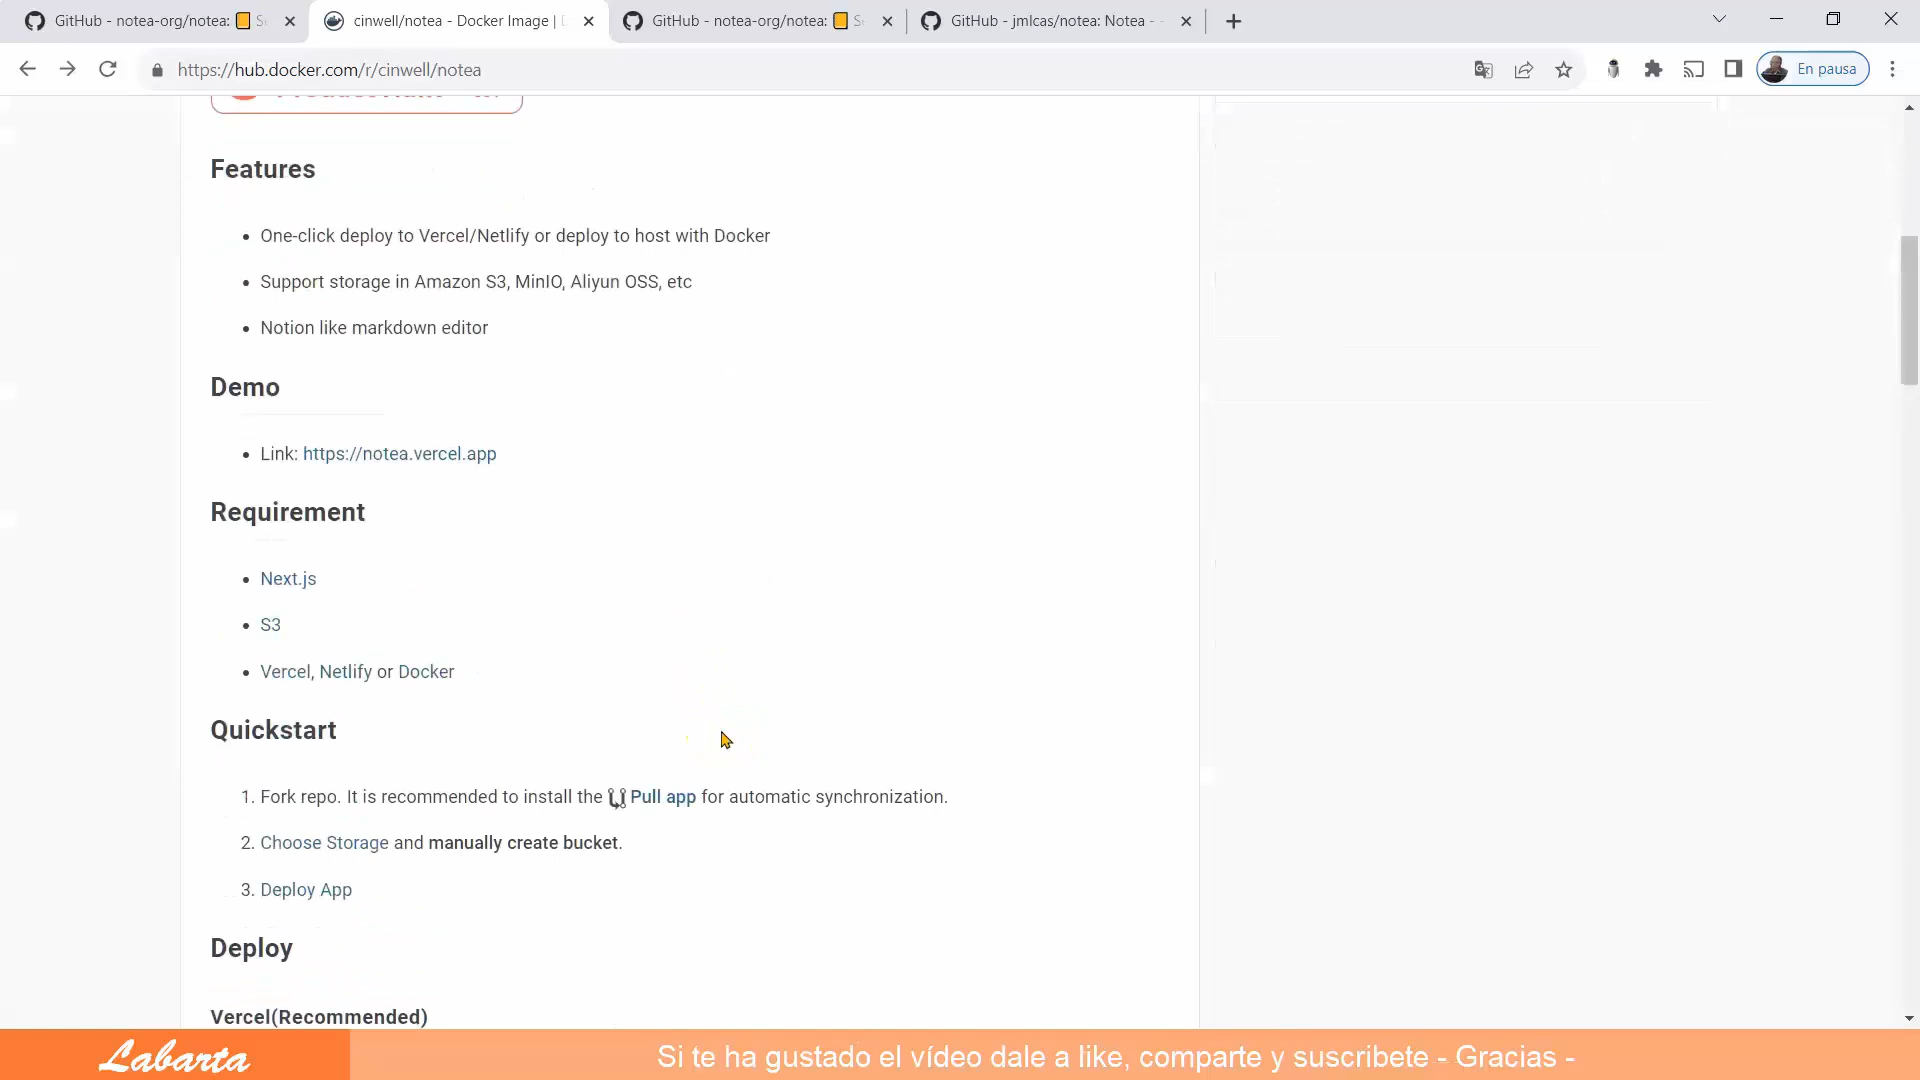 GitHub - notea-org/notea:
cinwell/notea - Docker Image |
GitHub - notea-org/notea:
GitHub - jmlcas/notea: Notea -
https://hub.docker.com/r/cinwell/notea
En pausa
Features
One-click deploy to Vercel/Netlify or deploy to host with Docker
Support storage in Amazon S3, MinIO, Aliyun OSS, etc
Notion like markdown editor
Demo
Link: https://notea.vercel.app
Requirement
Next.js
S3
Vercel, Netlify or Docker
Quickstart
1. Fork repo. It is recommended to install the Pull app for automatic synchronization.
2. Choose Storage and manually create bucket.
3. Deploy App
Deploy
Vercel(Recommended)
Labarta
Si te ha gustado el vídeo dale a like, comparte y suscribete - Gracias -